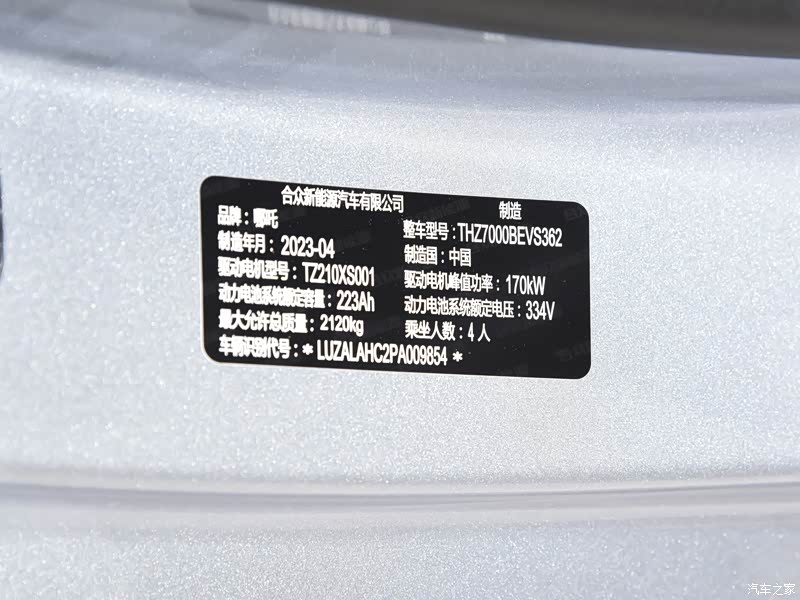 合众新能源汽车有限公司 制造
品牌：哪吒 整车型号：THZ7000BEVS362
制造年月：2023-04 制造国：中国
驱动电机型号：TZ210XS001 驱动电机峰值功率：170kW
动力电池系统额定容量：223Ah 动力电池系统额定电压：334V
最大允许总质量：2120kg 乘坐人数：4人
车辆识别代号：＊LUZALAHC2PA009854＊
汽车之家